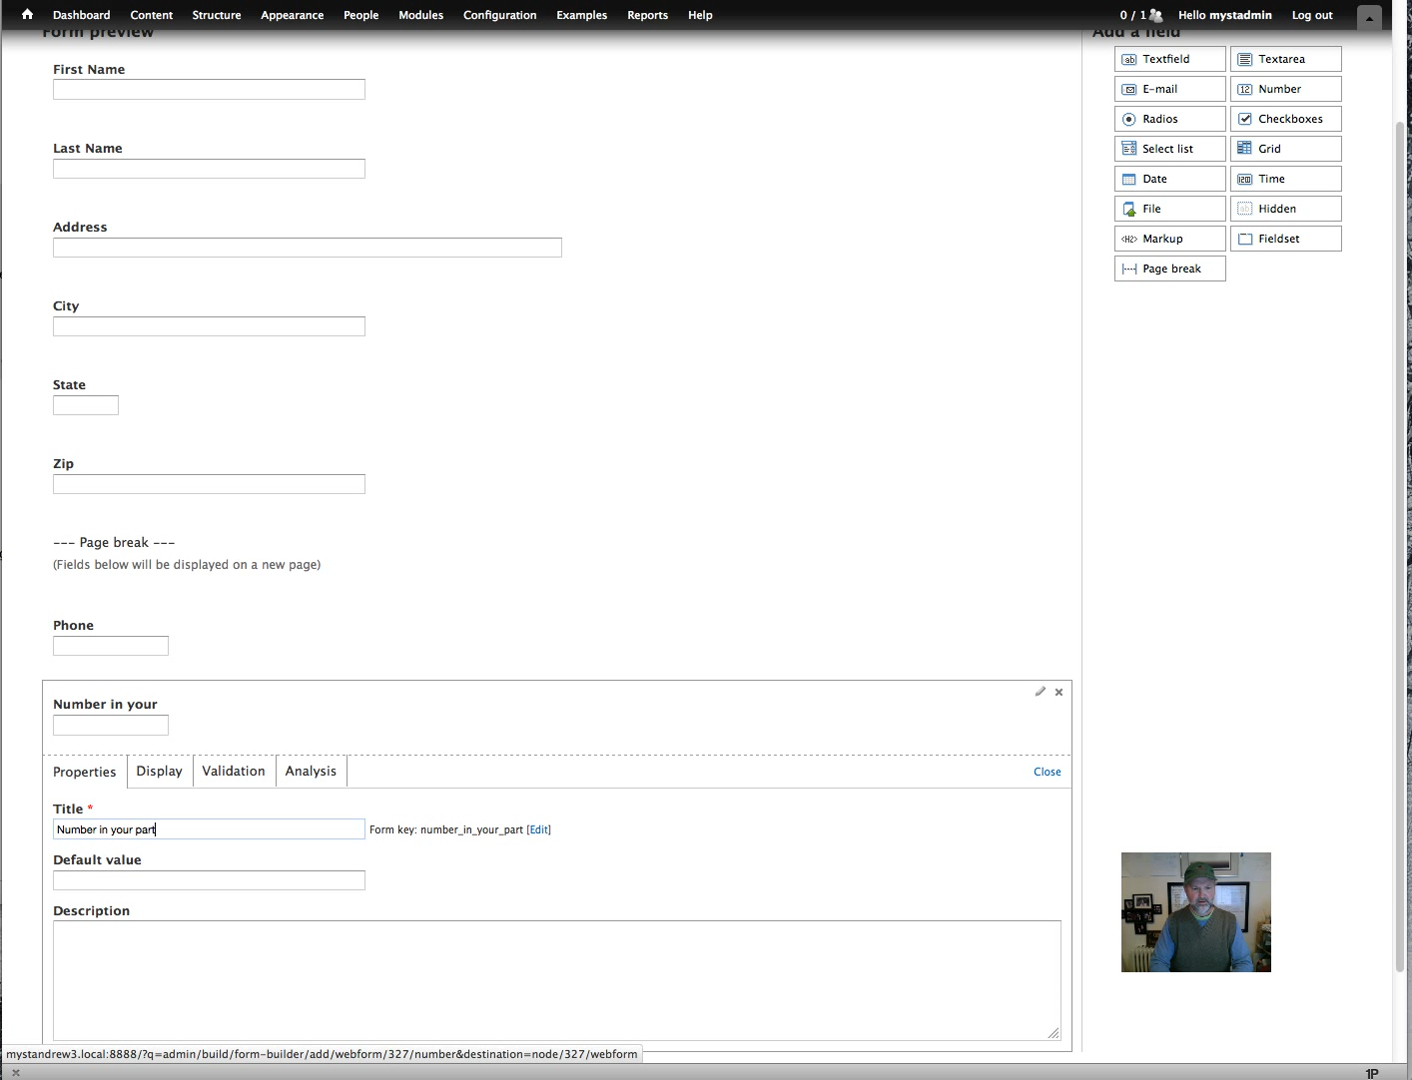 Dashboard Content Structure Appearance People Modules Configuration Examples Reports Help 0 / 1 Hello mystadmin Log out
Form preview
Add a field
First Name
Last Name
Address
City
State
Zip
--- Page break ---
(Fields below will be displayed on a new page)
Phone
Number in your
Properties Display Validation Analysis Close
Title *
Number in your part Form key: number_in_your_part [Edit]
Default value
Description
Textfield Textarea
E-mail Number
Radios Checkboxes
Select list Grid
Date Time
File Hidden
Markup Fieldset
Page break
mystandrew3.local:8888/?q=admin/build/form-builder/add/webform/327/number&destination=node/327/webform
1P